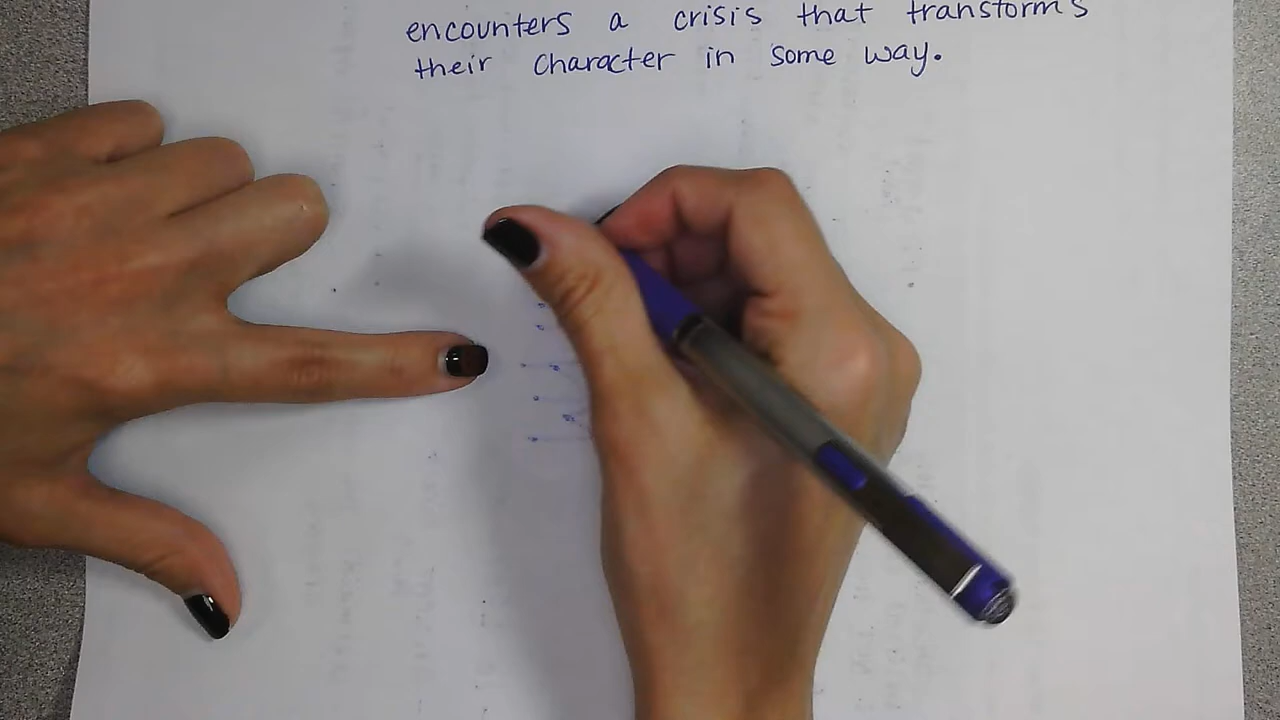 encounters a crisis that transforms
their character in some way.